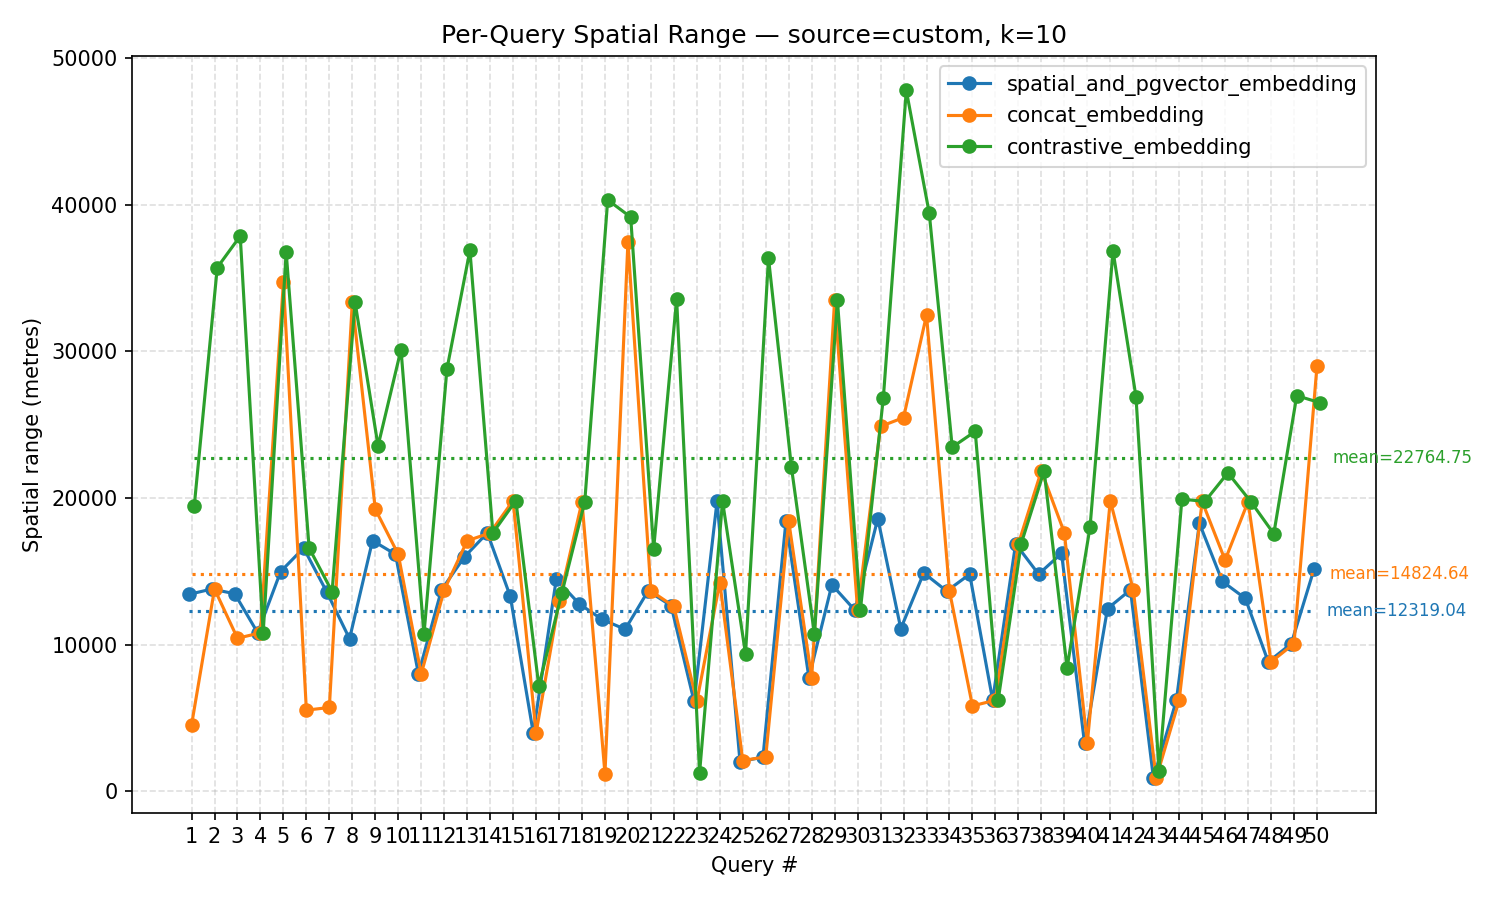 Per-Query Spatial Range — source=custom, k=10
spatial_and_pgvector_embedding
concat_embedding
contrastive_embedding
Spatial range (metres)
50000
40000
30000
20000
10000
0
mean=22764.75
mean=14824.64
mean=12319.04
1 2 3 4 5 6 7 8 9 10 11 12 13 14 15 16 17 18 19 20 21 22 23 24 25 26 27 28 29 30 31 32 33 34 35 36 37 38 39 40 41 42 43 44 45 46 47 48 49 50
Query #